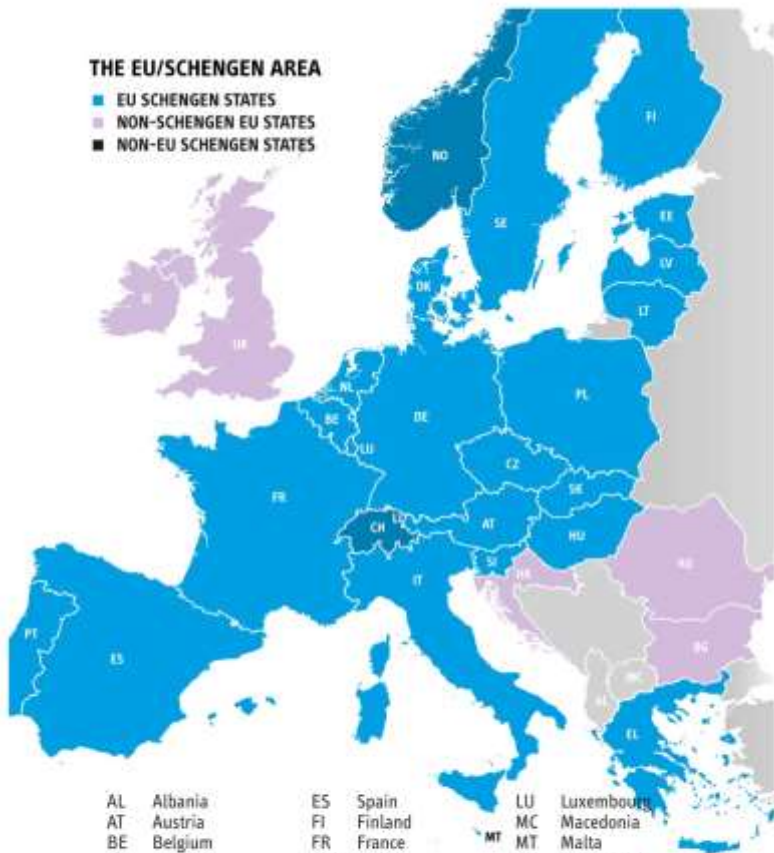 THE EU/SCHENGEN AREA
EU SCHENGEN STATES
NON-SCHENGEN EU STATES
NON-EU SCHENGEN STATES
FI
NO
SE
EE
LV
DK
LT
UK
NL
BE
DE
PL
LU
CZ
FR
SK
CH
AT
HU
SI
HR
IT
PT
ES
BG
EL
AL Albania ES Spain LU Luxembourg
AT Austria FI Finland MC Macedonia
BE Belgium FR France MT MT Malta